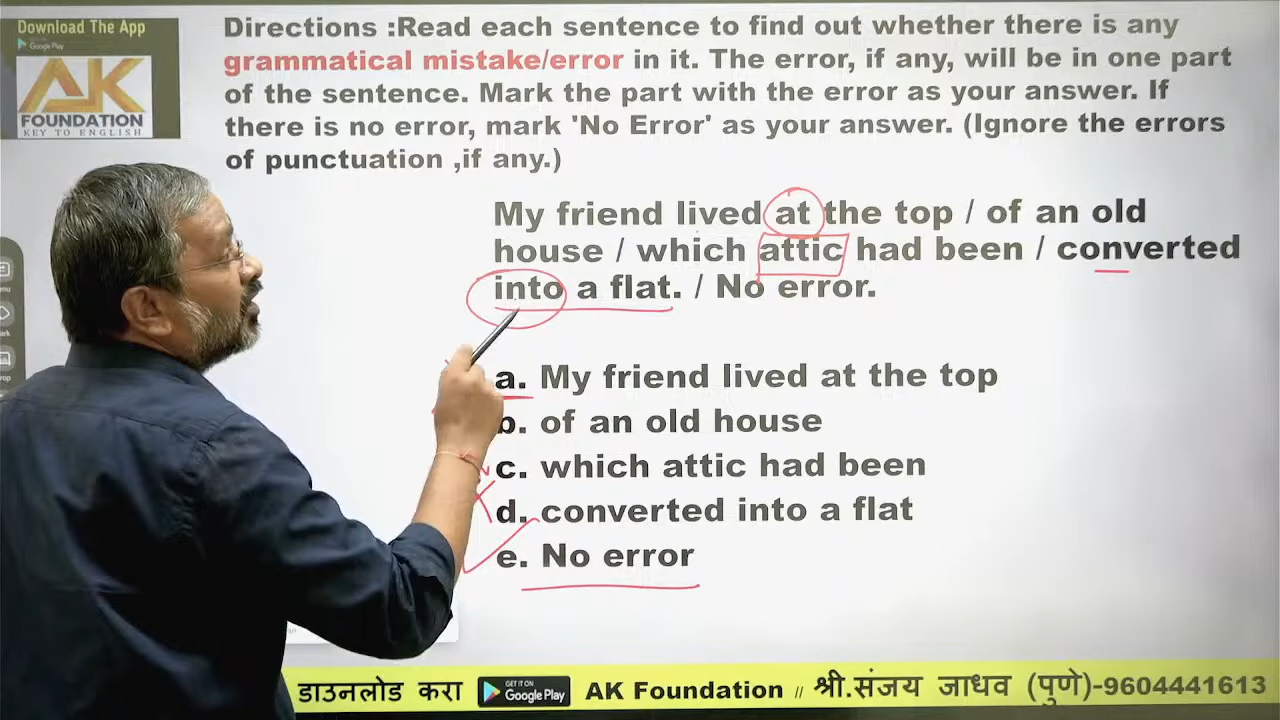 Download The App
Google Play
AK
FOUNDATION
KEY TO ENGLISH
Directions :Read each sentence to find out whether there is any
grammatical mistake/error in it. The error, if any, will be in one part
of the sentence. Mark the part with the error as your answer. If
there is no error, mark 'No Error' as your answer. (Ignore the errors
of punctuation ,if any.)
My friend lived at the top / of an old
house / which attic had been / converted
into a flat. / No error.
a. My friend lived at the top
b. of an old house
c. which attic had been
d. converted into a flat
e. No error
डाउनलोड करा GET IT ON Google Play AK Foundation // श्री.संजय जाधव (पुणे)-9604441613